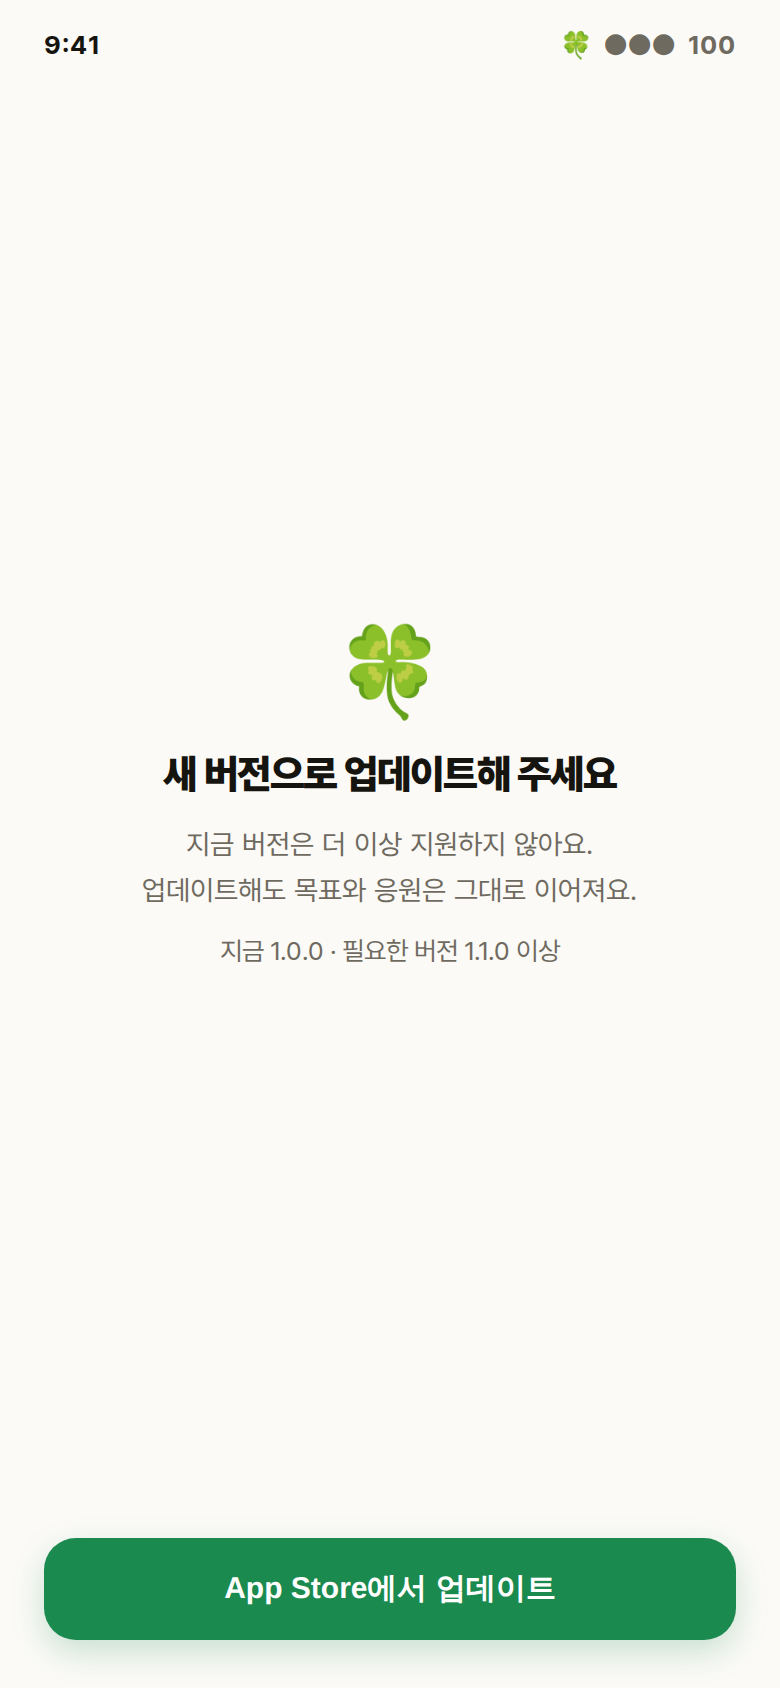 9:41
🍀 ●●● 100
새 버전으로 업데이트해 주세요
지금 버전은 더 이상 지원하지 않아요.
업데이트해도 목표와 응원은 그대로 이어져요.
지금 1.0.0 · 필요한 버전 1.1.0 이상
App Store에서 업데이트